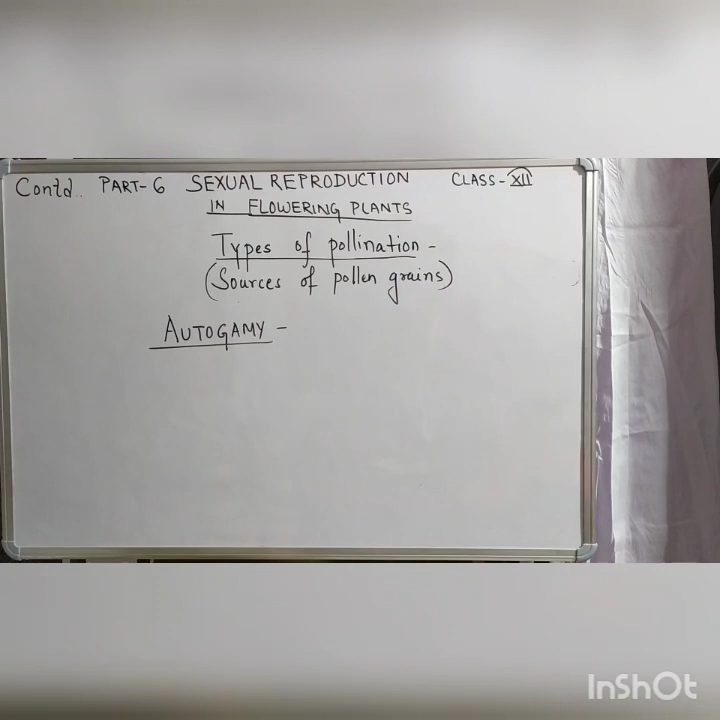 Contd.. PART-6 SEXUAL REPRODUCTION CLASS-XII
IN FLOWERING PLANTS
Types of pollination -
(Sources of pollen grains)
AUTOGAMY -
InShOt